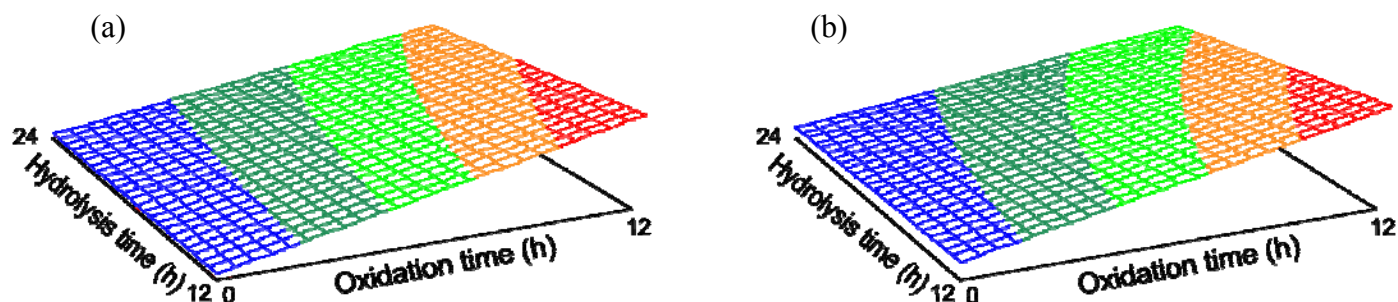 (a)
24
Hydrolysis time (h)
12
0
Oxidation time (h)
12
(b)
24
Hydrolysis time (h)
12
0
Oxidation time (h)
12